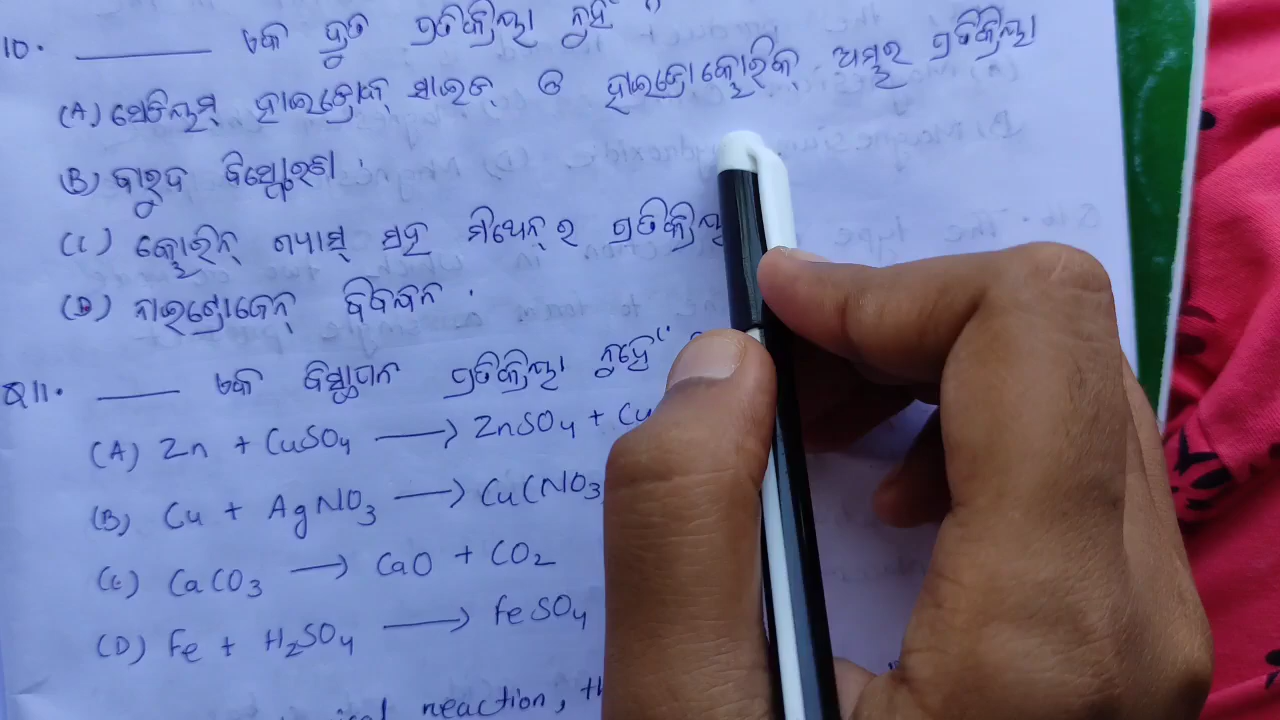 10. ______ ଏକ ଦ୍ରୁତ ପ୍ରତିକ୍ରିୟା ନୁହଁ
(A) ସୋଡିୟମ୍ ହାଇଡ୍ରୋକ୍ ସାଇଡ୍ ଓ ହାଇଡ୍ରୋକ୍ଲୋରିକ୍ ଅମ୍ଳର ପ୍ରତିକ୍ରିୟା
(B) ବାରୁଦ ବିସ୍ଫୋରଣ।
(C) କ୍ଲୋରିନ୍ ଗ୍ୟାସ୍ ସହ ମିଥେନ୍ ର ପ୍ରତିକ୍ରିୟା
(D) ନାଇଟ୍ରୋଜେନ୍ ବିବନ୍ଧନ .
Q11. ____ ଏକ ବିସ୍ଥାପନ ପ୍ରତିକ୍ରିୟା ନୁହେଁ
(A) Zn + CuSO4 ⟶ ZnSO4 + Cu
(B) Cu + AgNO3 ⟶ Cu(NO3
(C) CaCO3 ⟶ CaO + CO2
(D) Fe + H2SO4 ⟶ FeSO4
reaction,